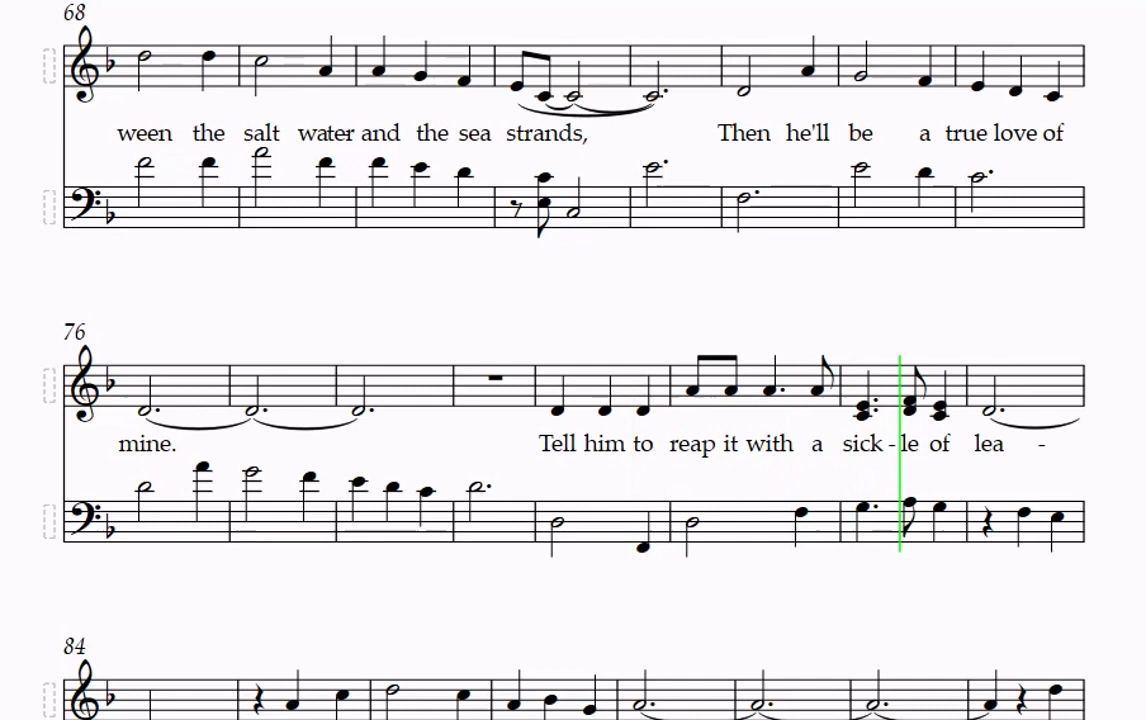 68
ween the salt water and the sea strands, Then he'll be a true love of
76
mine. Tell him to reap it with a sick - le of lea -
84